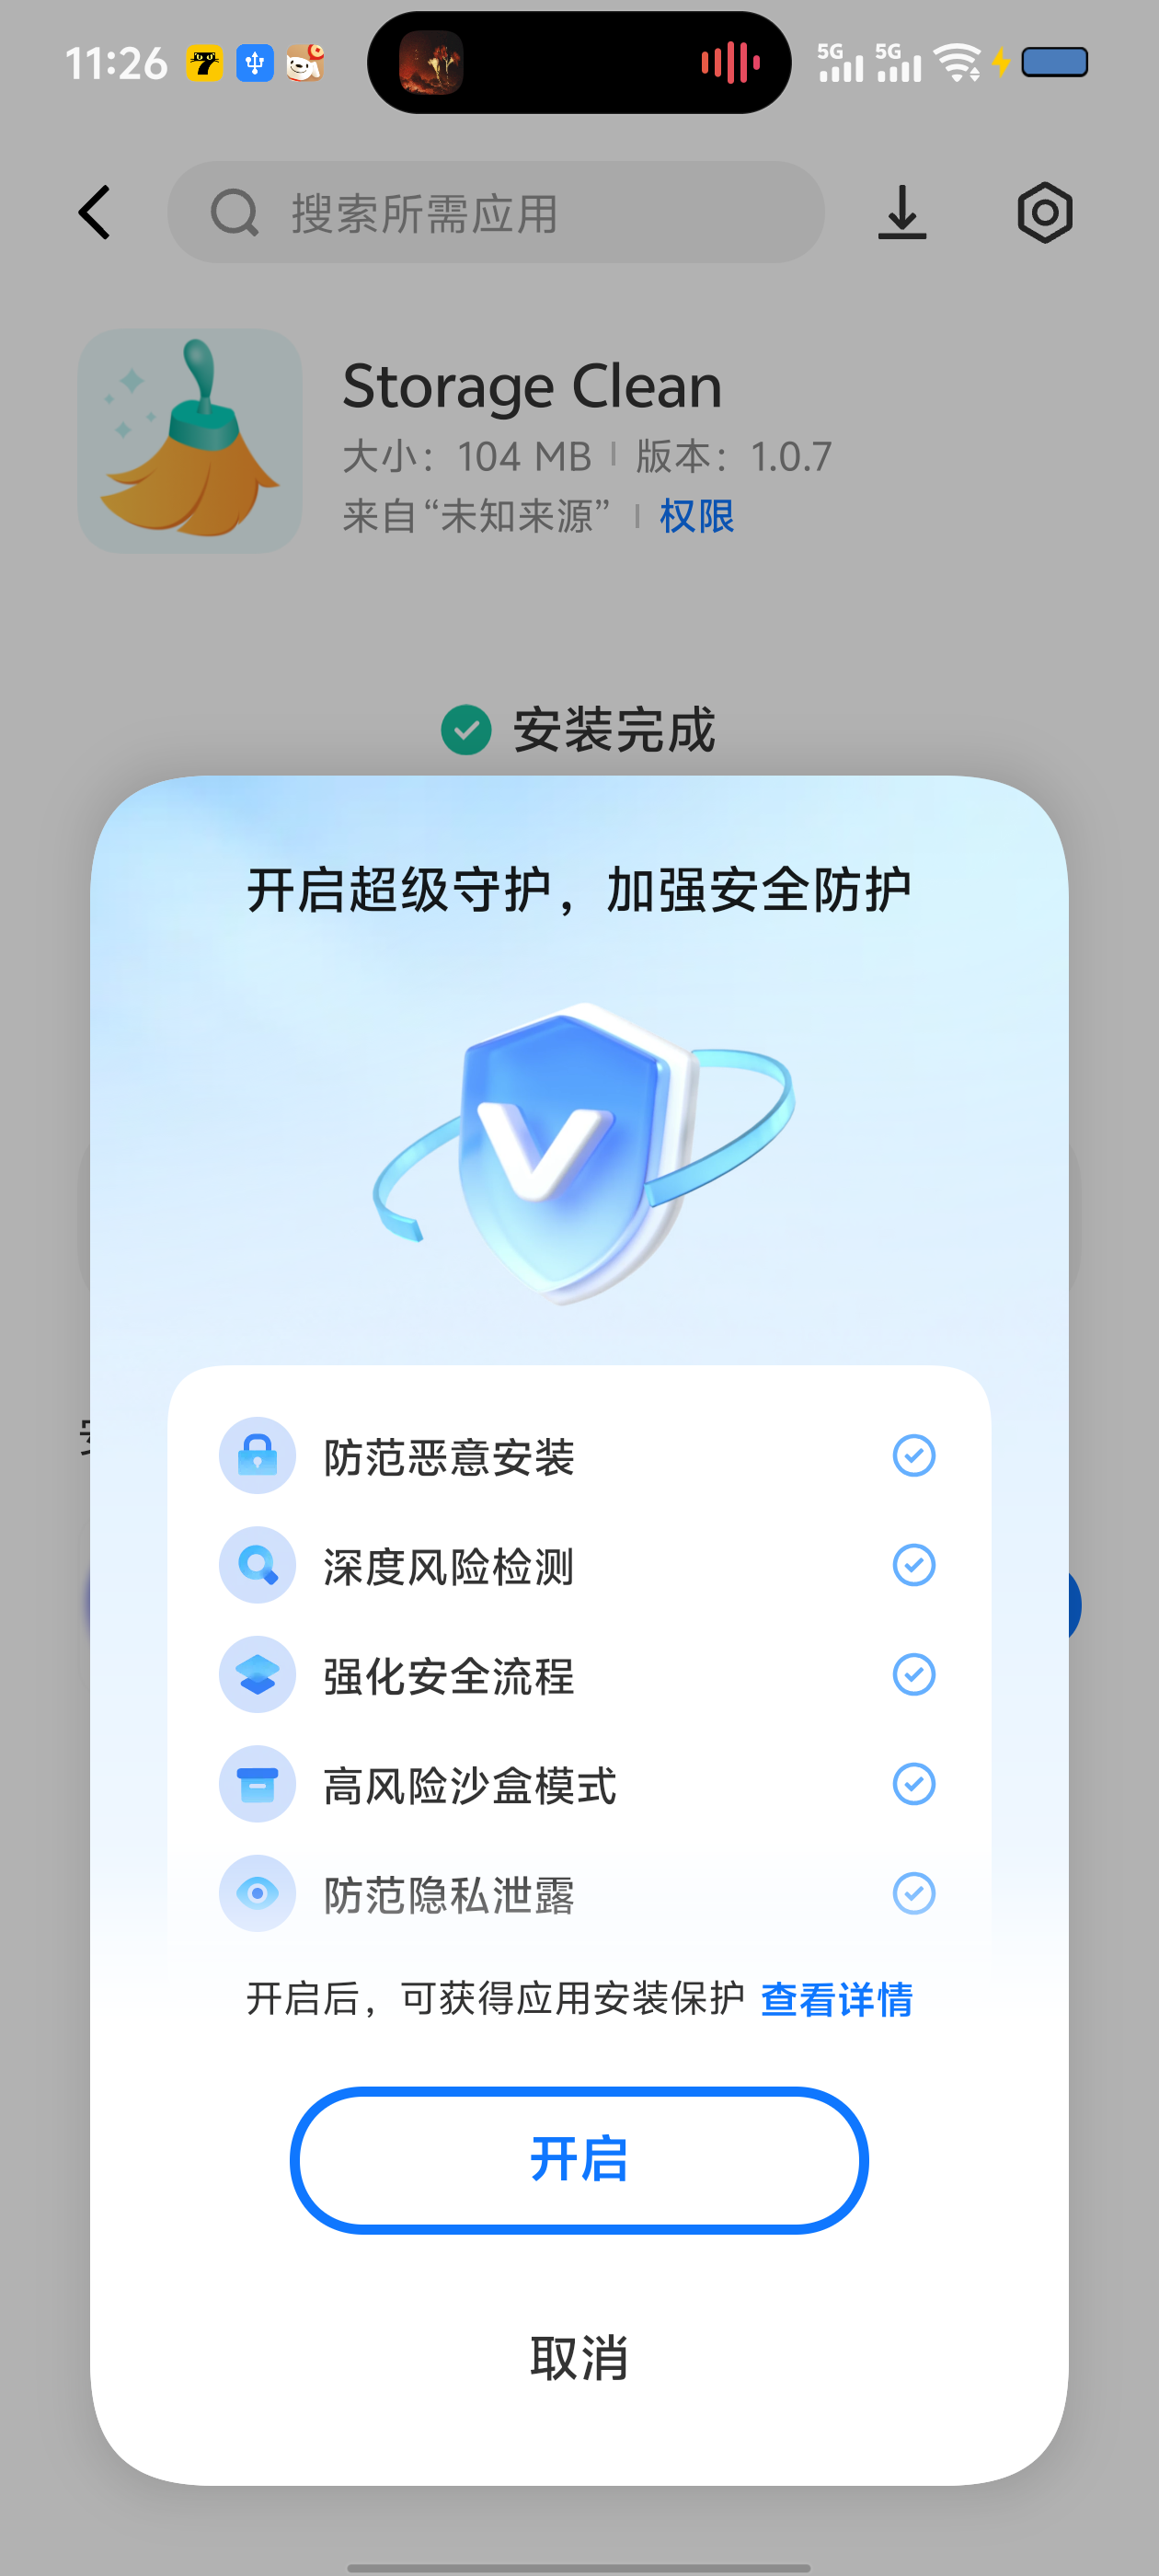 11:26
5G 5G
搜索所需应用
Storage Clean
大小：104 MB | 版本：1.0.7
来自“未知来源” | 权限
安装完成
开启超级守护，加强安全防护
防范恶意安装
深度风险检测
强化安全流程
高风险沙盒模式
防范隐私泄露
开启后，可获得应用安装保护 查看详情
开启
取消